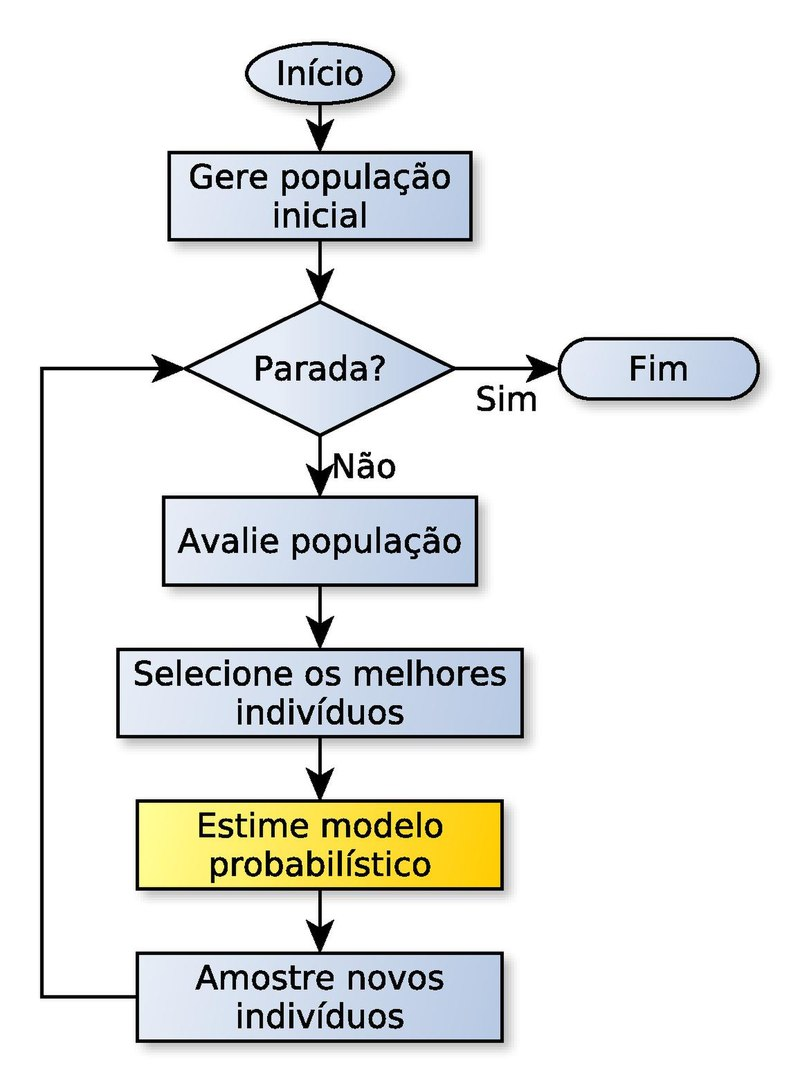 Início
Gere população
inicial
Parada?
Sim
Fim
Não
Avalie população
Selecione os melhores
indivíduos
Estime modelo
probabilístico
Amostre novos
indivíduos